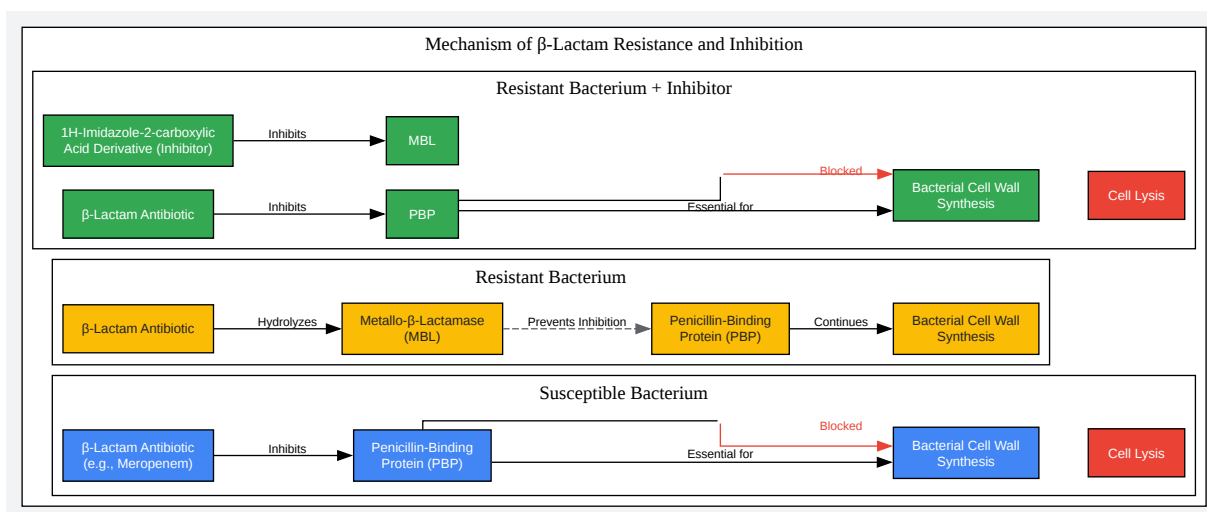 Mechanism of β-Lactam Resistance and Inhibition
Resistant Bacterium + Inhibitor
1H-Imidazole-2-carboxylic
Acid Derivative (Inhibitor)
Inhibits
MBL
β-Lactam Antibiotic
Inhibits
PBP
Blocked
Essential for
Bacterial Cell Wall
Synthesis
Cell Lysis
Resistant Bacterium
β-Lactam Antibiotic
Hydrolyzes
Metallo-β-Lactamase
(MBL)
Prevents Inhibition
Penicillin-Binding
Protein (PBP)
Continues
Bacterial Cell Wall
Synthesis
Susceptible Bacterium
β-Lactam Antibiotic
(e.g., Meropenem)
Inhibits
Penicillin-Binding
Protein (PBP)
Blocked
Essential for
Bacterial Cell Wall
Synthesis
Cell Lysis